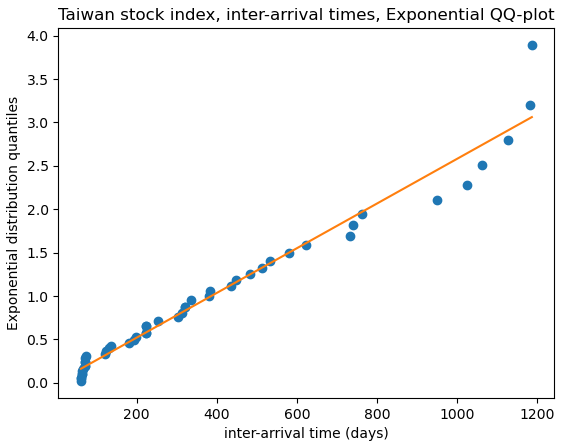 Taiwan stock index, inter-arrival times, Exponential QQ-plot
Exponential distribution quantiles
4.0
3.5
3.0
2.5
2.0
1.5
1.0
0.5
0.0
200 400 600 800 1000 1200
inter-arrival time (days)